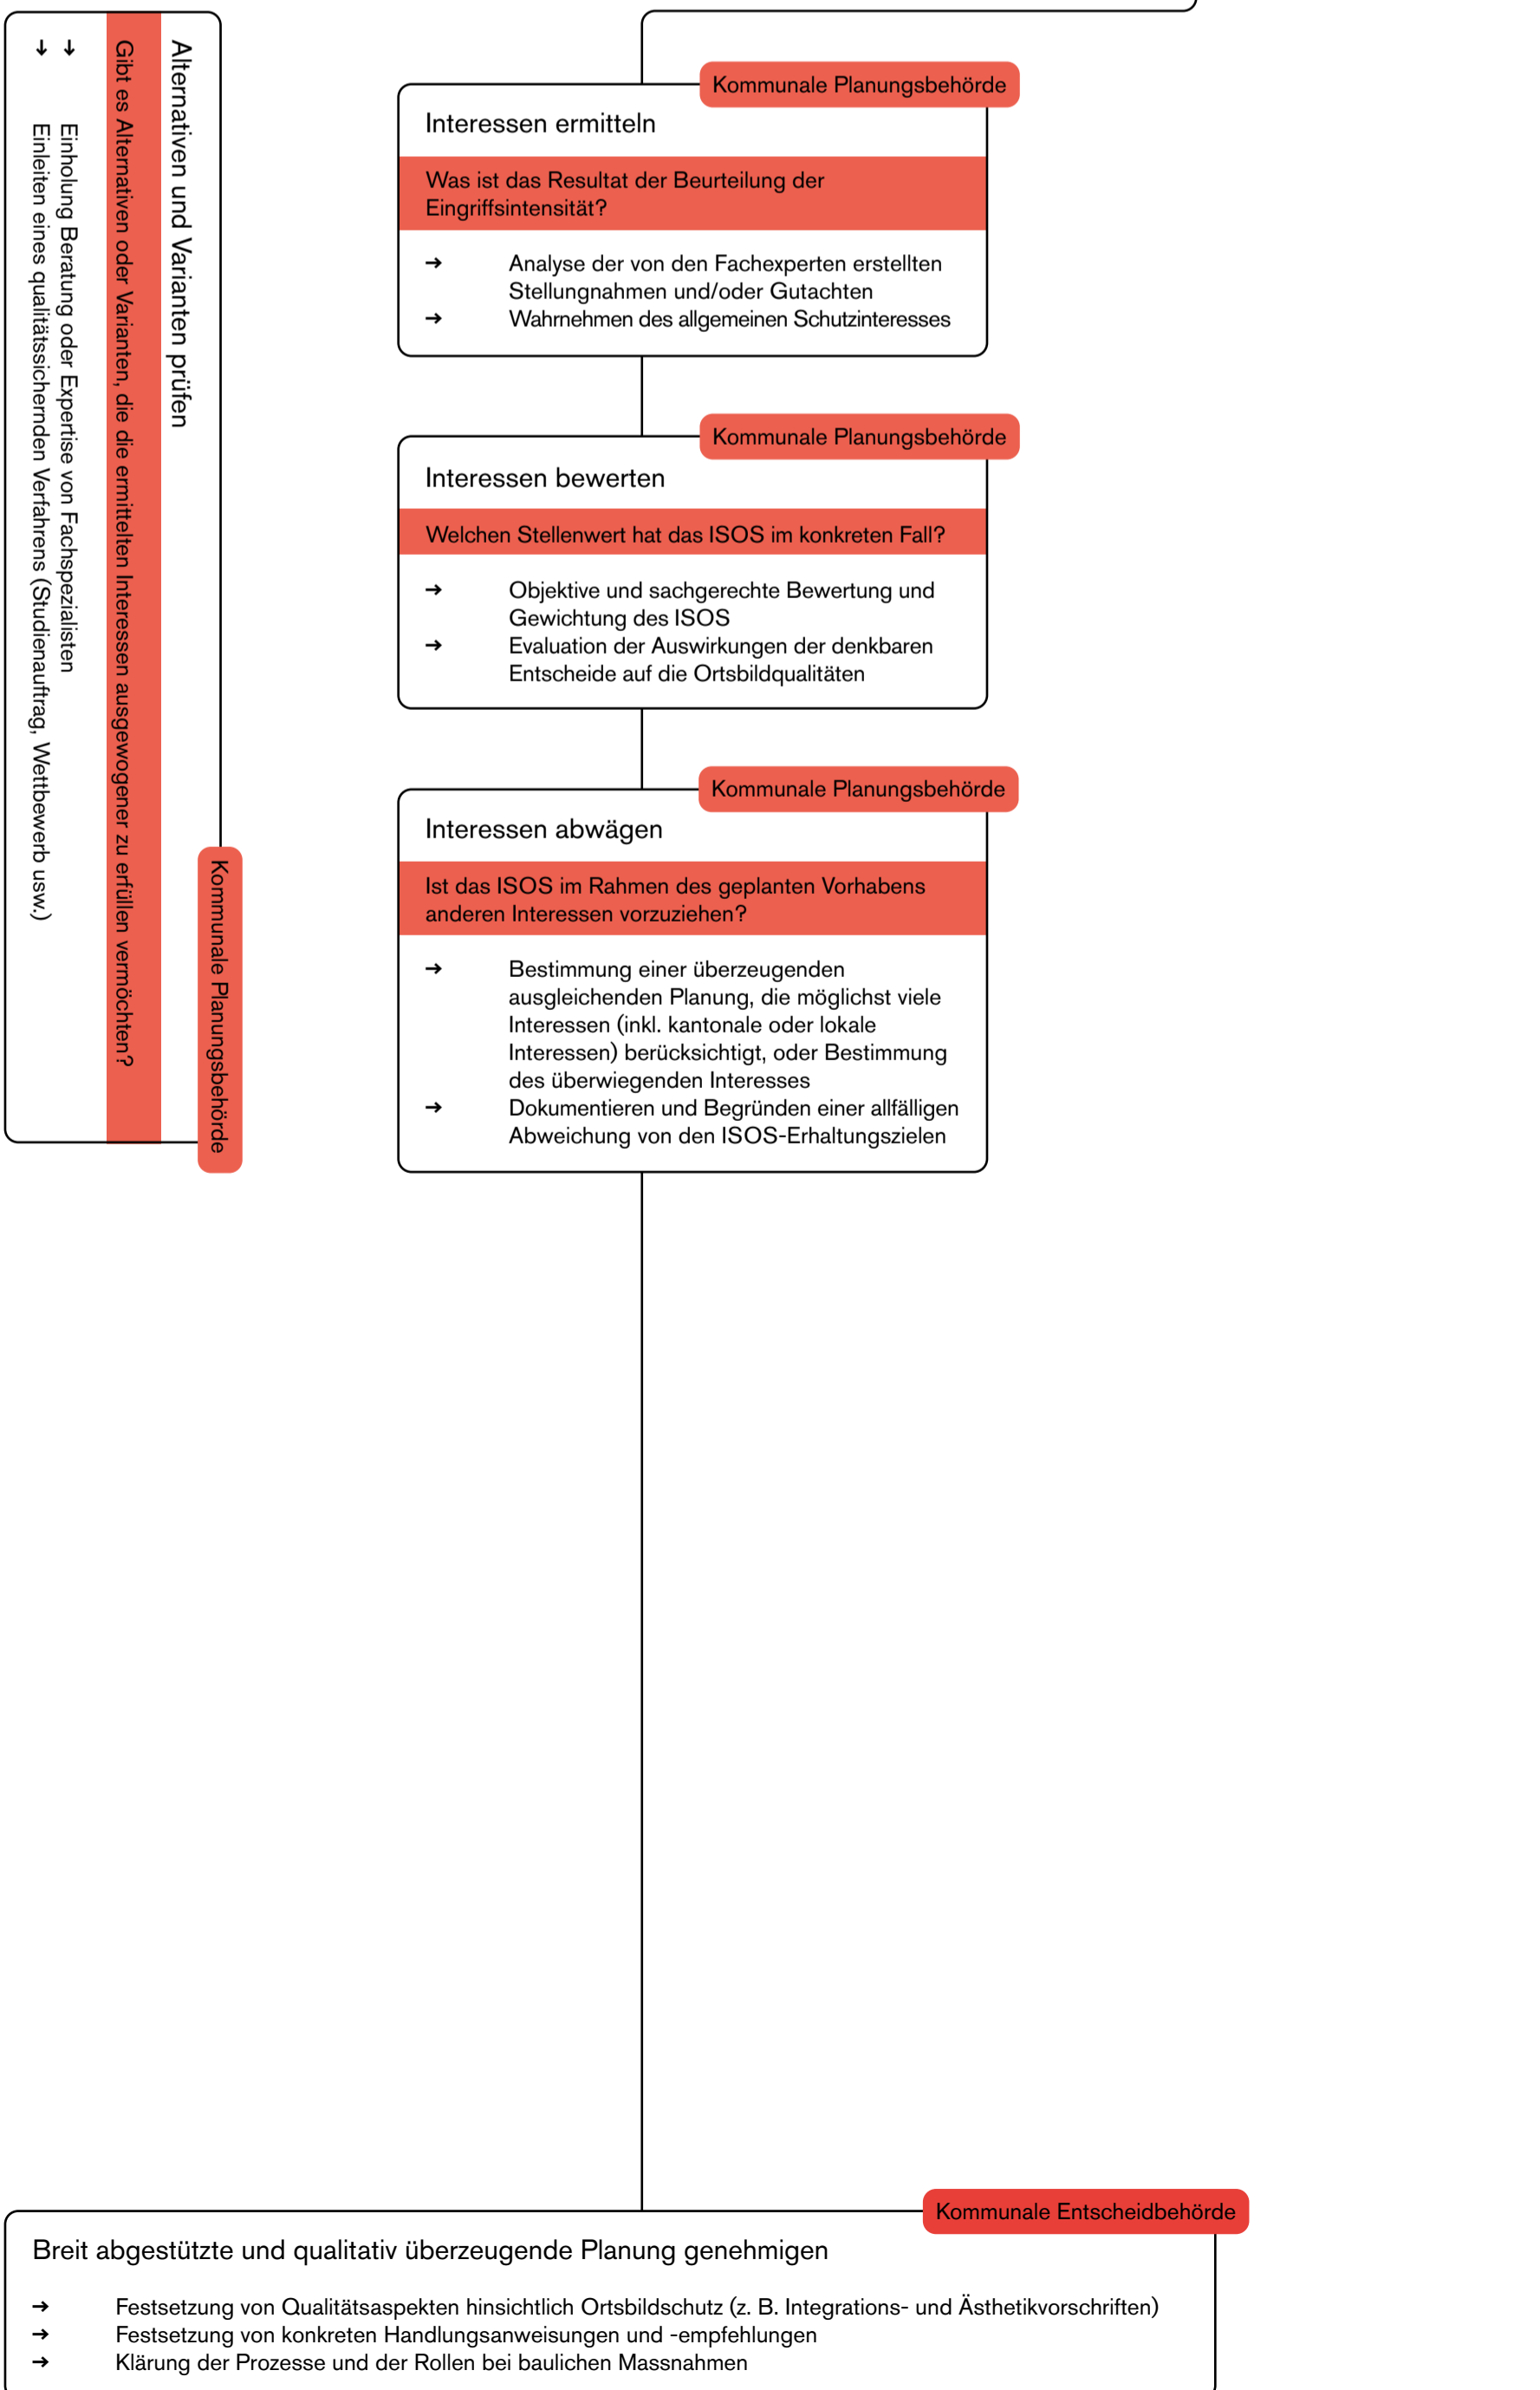 Alternativen und Varianten prüfen
Gibt es Alternativen oder Varianten, die die ermittelten Interessen ausgewogener zu erfüllen vermöchten?
→ Einholung Beratung oder Expertise von Fachspezialisten
→ Einleiten eines qualitätssichernden Verfahrens (Studienauftrag, Wettbewerb usw.)
Kommunale Planungsbehörde
Kommunale Planungsbehörde
Interessen ermitteln
Was ist das Resultat der Beurteilung der
Eingriffsintensität?
→ Analyse der von den Fachexperten erstellten
Stellungnahmen und/oder Gutachten
→ Wahrnehmen des allgemeinen Schutzinteresses
Kommunale Planungsbehörde
Interessen bewerten
Welchen Stellenwert hat das ISOS im konkreten Fall?
→ Objektive und sachgerechte Bewertung und
Gewichtung des ISOS
→ Evaluation der Auswirkungen der denkbaren
Entscheide auf die Ortsbildqualitäten
Kommunale Planungsbehörde
Interessen abwägen
Ist das ISOS im Rahmen des geplanten Vorhabens
anderen Interessen vorzuziehen?
→ Bestimmung einer überzeugenden
ausgleichenden Planung, die möglichst viele
Interessen (inkl. kantonale oder lokale
Interessen) berücksichtigt, oder Bestimmung
des überwiegenden Interesses
→ Dokumentieren und Begründen einer allfälligen
Abweichung von den ISOS-Erhaltungszielen
Kommunale Entscheidbehörde
Breit abgestützte und qualitativ überzeugende Planung genehmigen
→ Festsetzung von Qualitätsaspekten hinsichtlich Ortsbildschutz (z. B. Integrations- und Ästhetikvorschriften)
→ Festsetzung von konkreten Handlungsanweisungen und -empfehlungen
→ Klärung der Prozesse und der Rollen bei baulichen Massnahmen